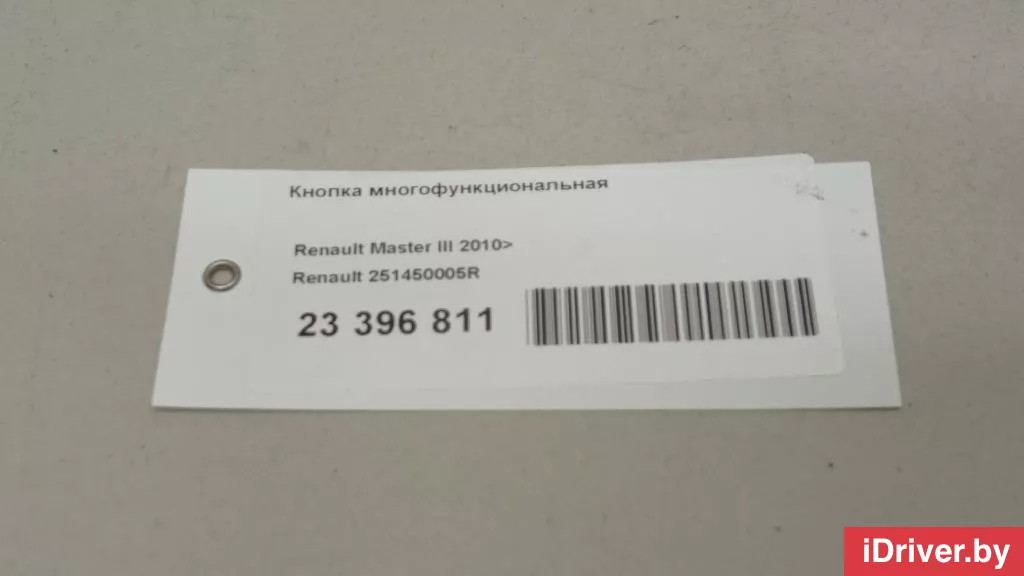 Кнопка многофункциональная
Renault Master III 2010>
Renault 251450005R
23 396 811
iDriver.by